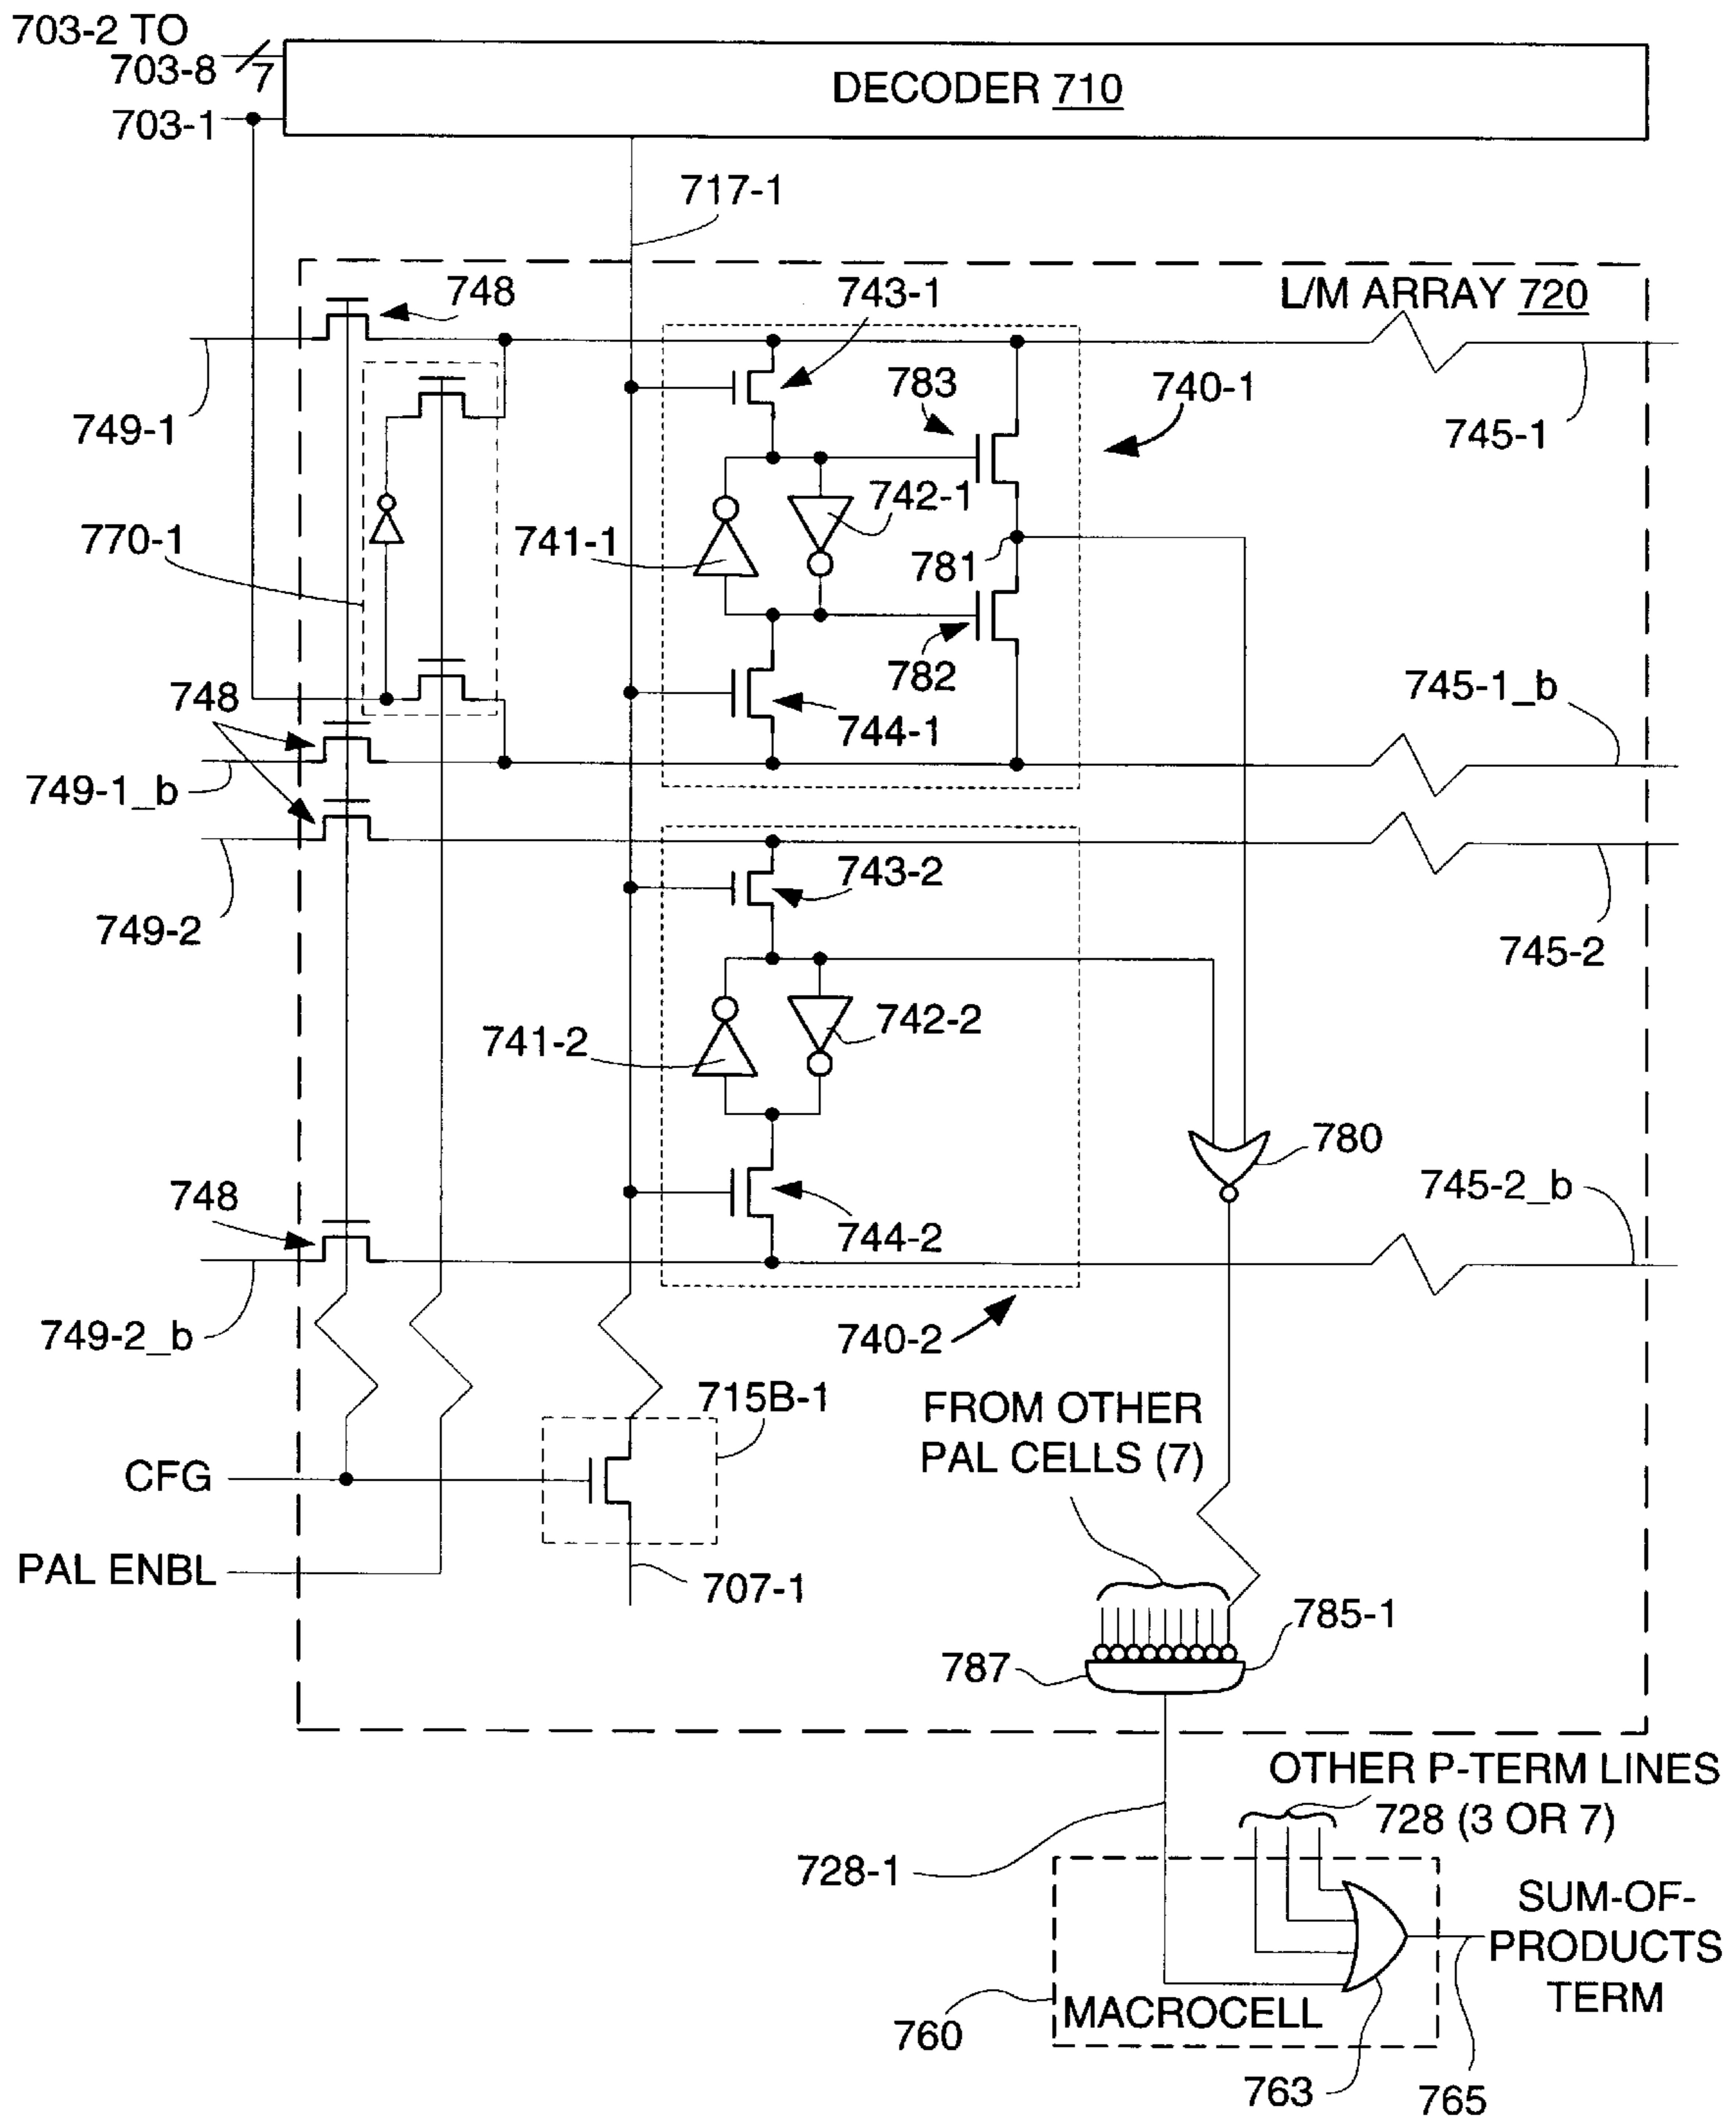 703-2 TO
703-8
7
703-1
DECODER 710
717-1
L/M ARRAY 720
748
743-1
749-1
783
740-1
745-1
742-1
741-1
770-1
781
782
748
744-1
745-1_b
749-1_b
743-2
749-2
745-2
742-2
741-2
780
748
744-2
745-2_b
749-2_b
740-2
715B-1
FROM OTHER
PAL CELLS (7)
CFG
PAL ENBL
707-1
785-1
787
OTHER P-TERM LINES
728 (3 OR 7)
728-1
SUM-OF-
PRODUCTS
TERM
MACROCELL
760
763
765